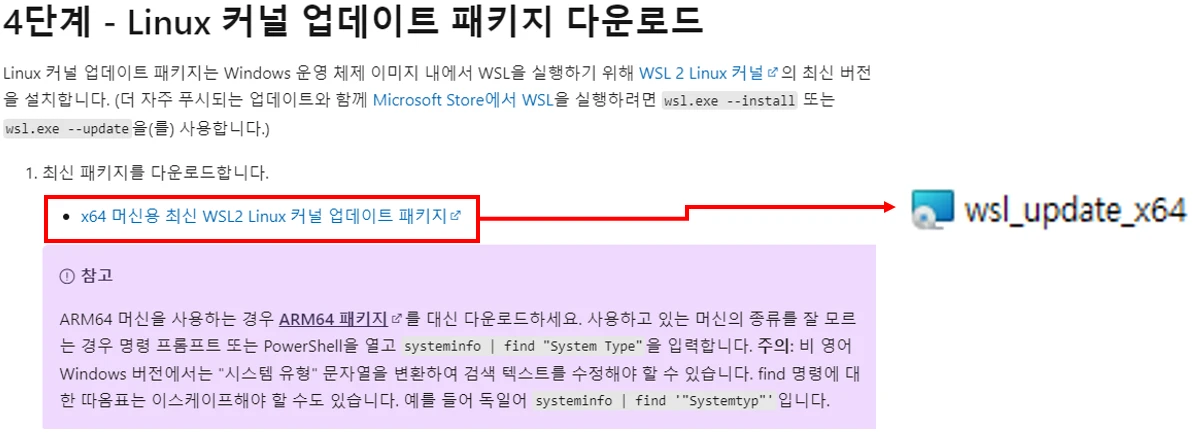 4단계 - Linux 커널 업데이트 패키지 다운로드
Linux 커널 업데이트 패키지는 Windows 운영 체제 이미지 내에서 WSL을 실행하기 위해 WSL 2 Linux 커널의 최신 버전
을 설치합니다. (더 자주 푸시되는 업데이트와 함께 Microsoft Store에서 WSL을 실행하려면 wsl.exe --install 또는
wsl.exe --update을(를) 사용합니다.)
1. 최신 패키지를 다운로드합니다.
• x64 머신용 최신 WSL2 Linux 커널 업데이트 패키지
wsl_update_x64
참고
ARM64 머신을 사용하는 경우 ARM64 패키지를 대신 다운로드하세요. 사용하고 있는 머신의 종류를 잘 모르
는 경우 명령 프롬프트 또는 PowerShell을 열고 systeminfo | find "System Type"을 입력합니다. 주의: 비 영어
Windows 버전에서는 "시스템 유형" 문자열을 변환하여 검색 텍스트를 수정해야 할 수 있습니다. find 명령에 대
한 따옴표는 이스케이프해야 할 수도 있습니다. 예를 들어 독일어 systeminfo | find '"Systemtyp"'입니다.